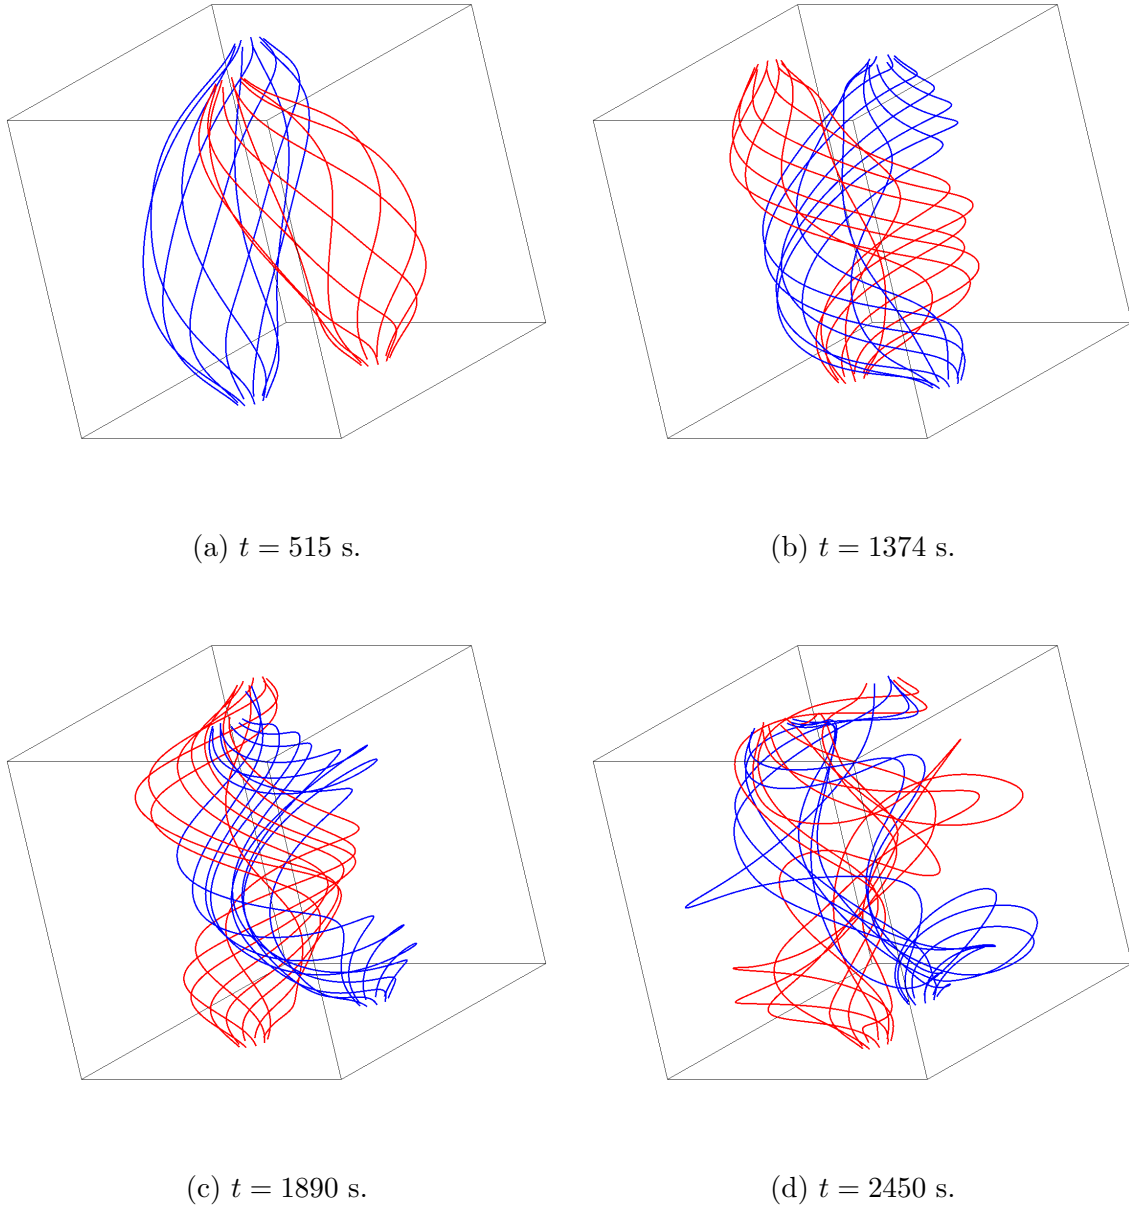 (a) t = 515 s.
(b) t = 1374 s.
(c) t = 1890 s.
(d) t = 2450 s.